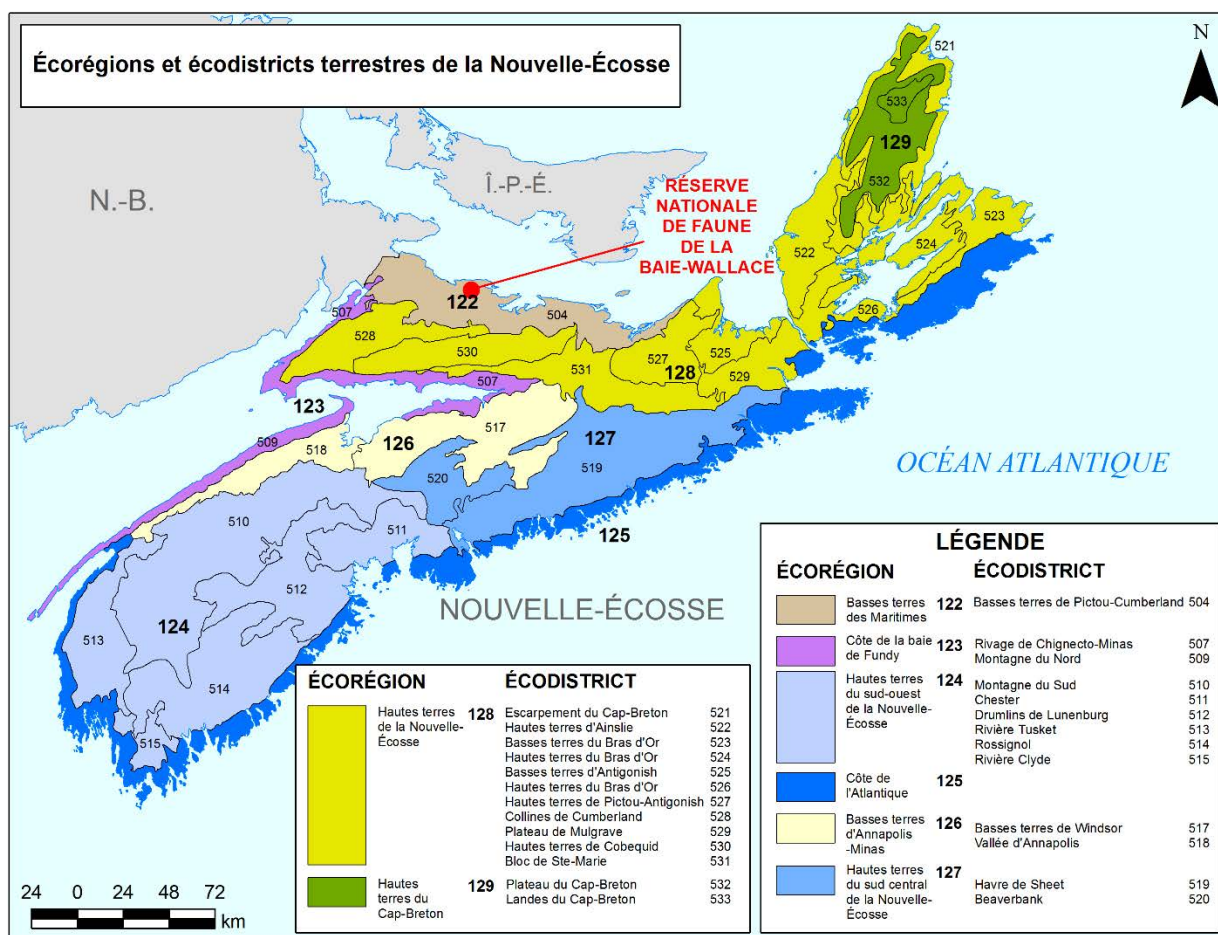 Écorégions et écodistricts terrestres de la Nouvelle-Écosse
N
521
533
129
532
N.-B.
Î.-P.-É.
RÉSERVE
NATIONALE
DE FAUNE
DE LA
BAIE-WALLACE
523
522
524
526
122
507
504
528
530
527
525
531
128
529
507
123
517
127
126
509
518
519
520
OCÉAN ATLANTIQUE
510
511
125
512
NOUVELLE-ÉCOSSE
124
513
514
515
ÉCORÉGION ÉCODISTRICT
Hautes terres
de la Nouvelle-
Écosse
128
Escarpement du Cap-Breton 521
Hautes terres d'Ainslie 522
Basses terres du Bras d'Or 523
Hautes terres du Bras d'Or 524
Basses terres d'Antigonish 525
Hautes terres du Bras d'Or 526
Hautes terres de Pictou-Antigonish 527
Collines de Cumberland 528
Plateau de Mulgrave 529
Hautes terres de Cobequid 530
Bloc de Ste-Marie 531
Hautes
terres du
Cap-Breton
129
Plateau du Cap-Breton 532
Landes du Cap-Breton 533
LÉGENDE
ÉCORÉGION ÉCODISTRICT
Basses terres
des Maritimes
122
Basses terres de Pictou-Cumberland 504
Côte de la baie
de Fundy
123
Rivage de Chignecto-Minas 507
Montagne du Nord 509
Hautes terres
du sud-ouest
de la Nouvelle-
Écosse
124
Montagne du Sud 510
Chester 511
Drumlins de Lunenburg 512
Rivière Tusket 513
Rossignol 514
Rivière Clyde 515
Côte de
l'Atlantique
125
Basses terres
d'Annapolis
-Minas
126
Basses terres de Windsor 517
Vallée d'Annapolis 518
Hautes terres
du sud central
de la Nouvelle-
Écosse
127
Havre de Sheet 519
Beaverbank 520
24 0 24 48 72
km